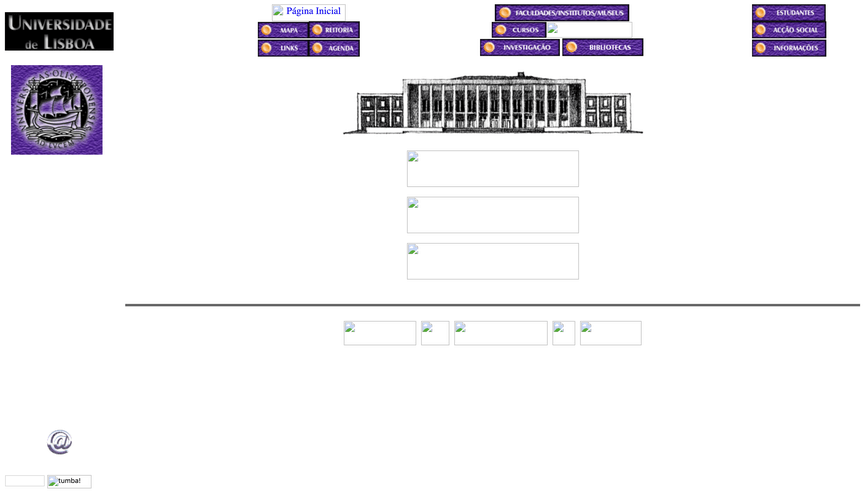 UNIVERSIDADE
DE LISBOA
Página Inicial
FACULDADES/INSTITUTOS/MUSEUS
ESTUDANTES
MAPA
REITORIA
CURSOS
ACÇÃO SOCIAL
LINKS
AGENDA
INVESTIGAÇÃO
BIBLIOTECAS
INFORMAÇÕES
@
tumba!